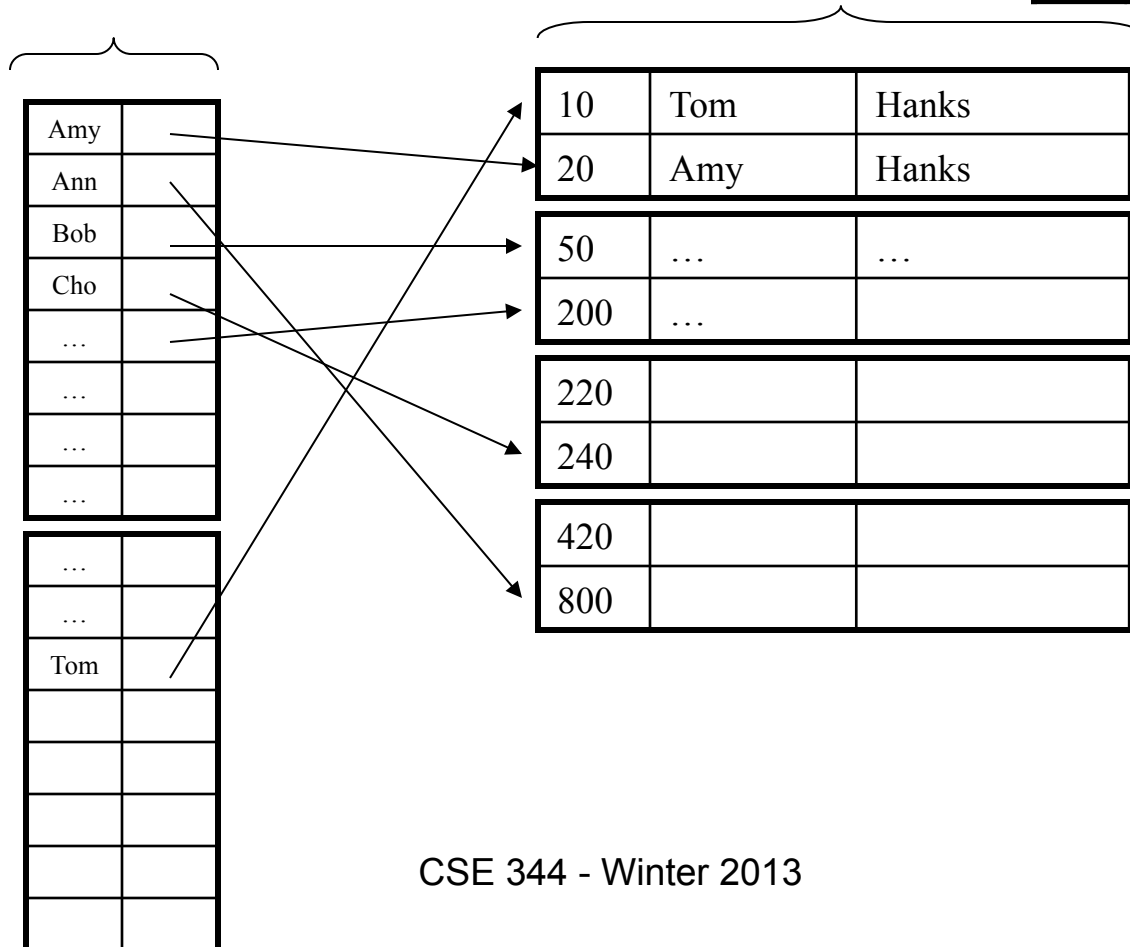 Amy
Ann
Bob
Cho
…
…
…
…
…
…
Tom
10 Tom Hanks
20 Amy Hanks
50 … …
200 …
220
240
420
800
CSE 344 - Winter 2013